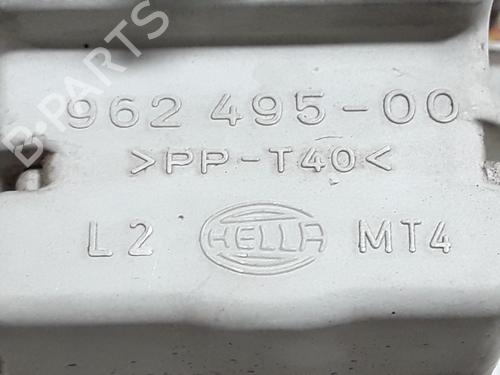 962 495-00
>PP-T40<
L2 HELLA MT4
B-PARTS